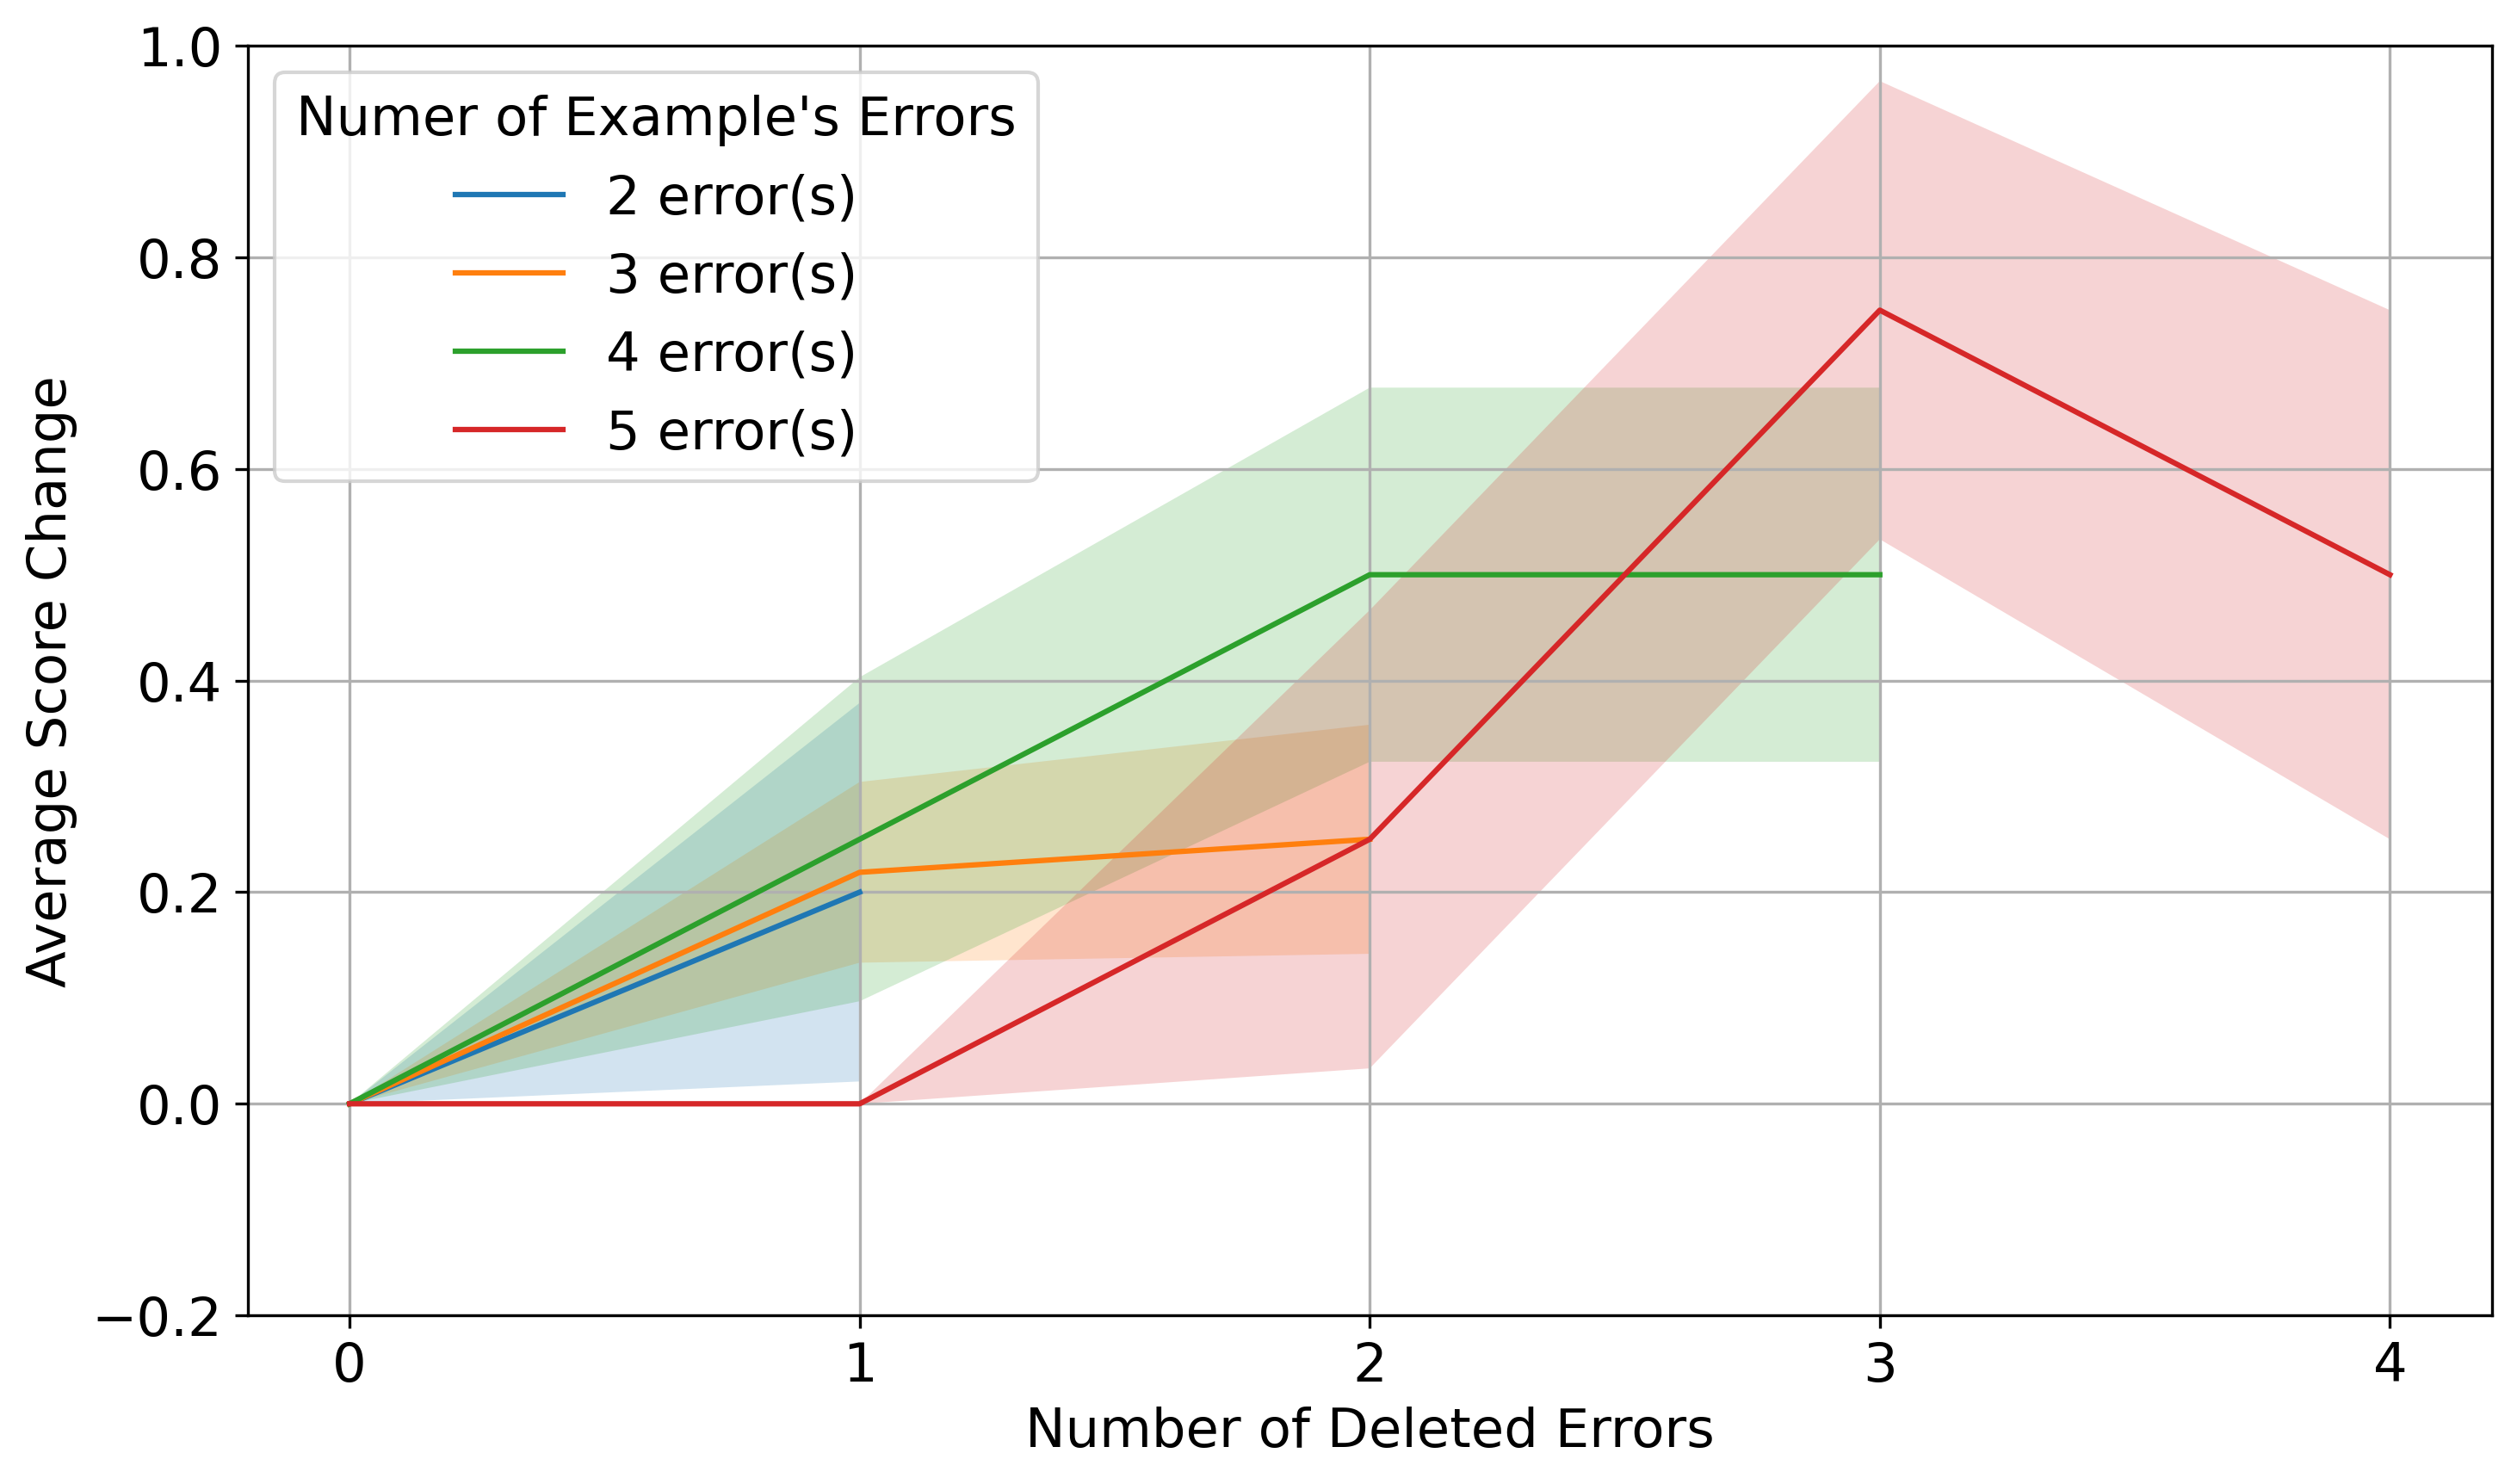 1.0
0.8
0.6
0.4
0.2
0.0
−0.2
Average Score Change
Numer of Example's Errors
2 error(s)
3 error(s)
4 error(s)
5 error(s)
0 1 2 3 4
Number of Deleted Errors